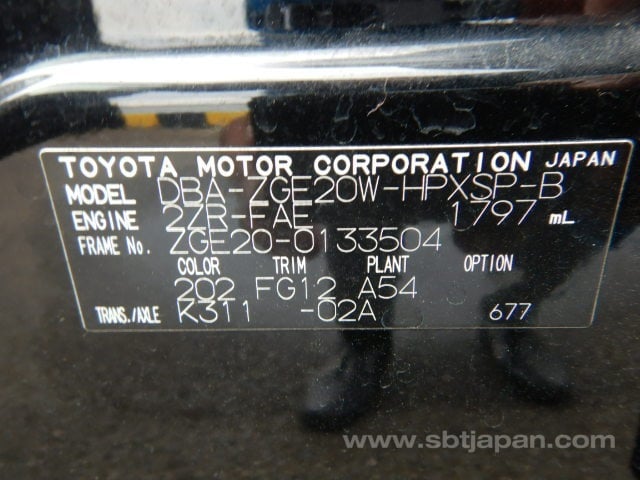 TOYOTA MOTOR CORPORATION JAPAN
MODEL DBA-ZGE20W-HPXSP-B
ENGINE 2ZR-FAE 1797 mL
FRAME No. ZGE20-0133504
COLOR TRIM PLANT OPTION
202 FG12 A54
TRANS./AXLE K311 -02A 677
www.sbtjapan.com/